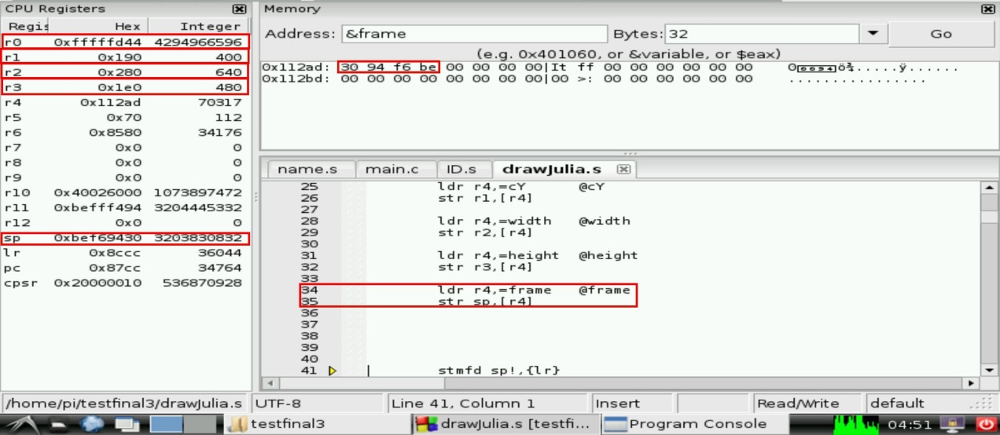 CPU Registers
Regis Hex Integer
r0 0xfffffd44 4294966596
r1 0x190 400
r2 0x280 640
r3 0x1e0 480
r4 0x112ad 70317
r5 0x70 112
r6 0x8580 34176
r7 0x0 0
r8 0x0 0
r9 0x0 0
r10 0x40026000 1073897472
r11 0xbefff494 3204445332
r12 0x0 0
sp 0xbef69430 3203830832
lr 0x8ccc 36044
pc 0x87cc 34764
cpsr 0x20000010 536870928
Memory
Address: &frame Bytes: 32 Go
(e.g. 0x401060, or &variable, or $eax)
0x112ad: 30 94 f6 be 00 00 00 00|It ff 00 00 00 00 00 00
0x112bd: 00 00 00 00 00 00 00 00|00 >: 00 00 00 00 00 00 ................
name.s main.c ID.s drawJulia.s
25 ldr r4,=cY @cY
26 str r1,[r4]
27
28 ldr r4,=width @width
29 str r2,[r4]
30
31 ldr r4,=height @height
32 str r3,[r4]
33
34 ldr r4,=frame @frame
35 str sp,[r4]
36
37
38
39
40
41 stmfd sp!,{lr}
/home/pi/testfinal3/drawJulia.s UTF-8 Line 41, Column 1 Insert Read/Write default
testfinal3 drawJulia.s [testfi... Program Console 04:51